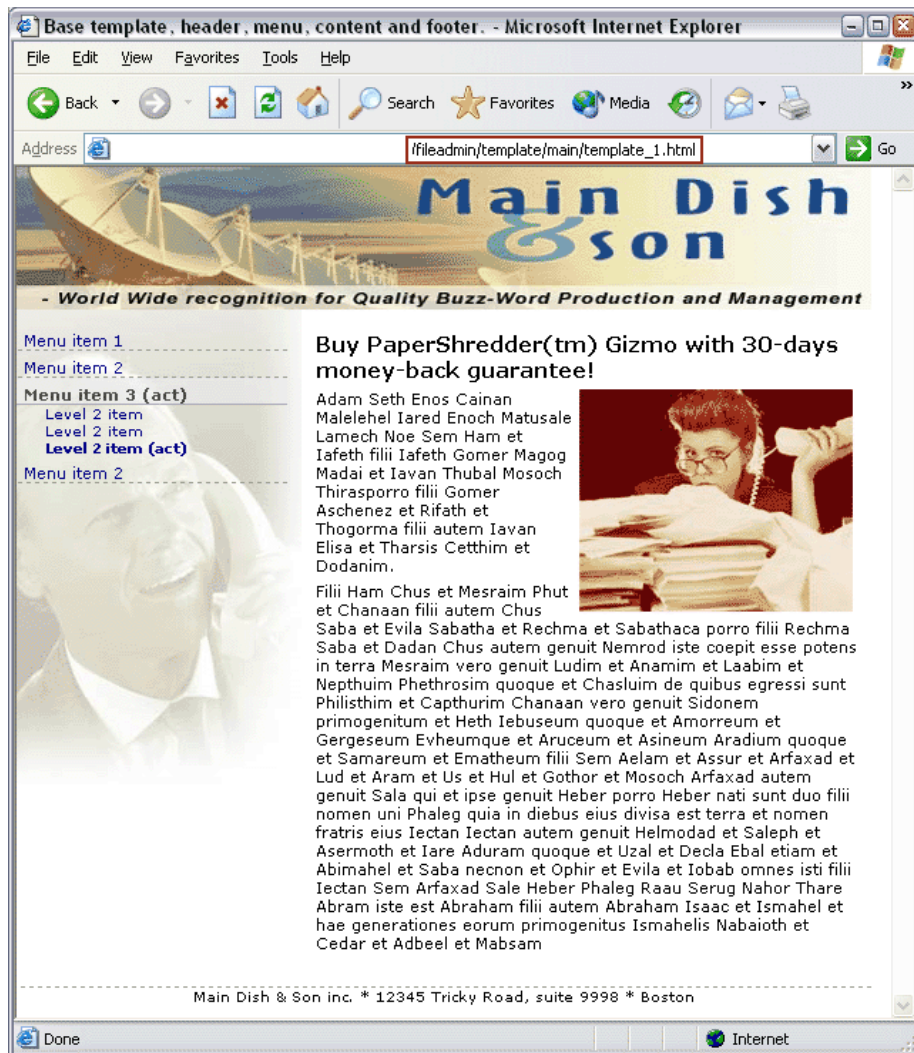 Base template, header, menu, content and footer. - Microsoft Internet Explorer
File Edit View Favorites Tools Help
Back Search Favorites Media »
Address /fileadmin/template/main/template_1.html Go
Main Dish
& son
- World Wide recognition for Quality Buzz-Word Production and Management
Menu item 1
Menu item 2
Menu item 3 (act)
Level 2 item
Level 2 item
Level 2 item (act)
Menu item 2
Buy PaperShredder(tm) Gizmo with 30-days
money-back guarantee!
Adam Seth Enos Cainan
Malelehel Iared Enoch Matusale
Lamech Noe Sem Ham et
Iafeth filii Iafeth Gomer Magog
Madai et Iavan Thubal Mosoch
Thirasporro filii Gomer
Aschenez et Rifath et
Thogorma filii autem Iavan
Elisa et Tharsis Cetthim et
Dodanim.
Filii Ham Chus et Mesraim Phut
et Chanaan filii autem Chus
Saba et Evila Sabatha et Rechma et Sabathaca porro filii Rechma
Saba et Dadan Chus autem genuit Nemrod iste coepit esse potens
in terra Mesraim vero genuit Ludim et Anamim et Laabim et
Nepthuim Phethrosim quoque et Chasluim de quibus egressi sunt
Philisthim et Capthurim Chanaan vero genuit Sidonem
primogenitum et Heth Iebuseum quoque et Amorreum et
Gergeseum Evheumque et Aruceum et Asineum Aradium quoque
et Samareum et Ematheum filii Sem Aelam et Assur et Arfaxad et
Lud et Aram et Us et Hul et Gothor et Mosoch Arfaxad autem
genuit Sala qui et ipse genuit Heber porro Heber nati sunt duo filii
nomen uni Phaleg quia in diebus eius divisa est terra et nomen
fratris eius Iectan Iectan autem genuit Helmodad et Saleph et
Asermoth et Iare Aduram quoque et Uzal et Decla Ebal etiam et
Abimahel et Saba necnon et Ophir et Evila et Iobab omnes isti filii
Iectan Sem Arfaxad Sale Heber Phaleg Raau Serug Nahor Thare
Abram iste est Abraham filii autem Abraham Isaac et Ismahel et
hae generationes eorum primogenitus Ismahelis Nabaioth et
Cedar et Adbeel et Mabsam
Main Dish & Son inc. * 12345 Tricky Road, suite 9998 * Boston
Done Internet